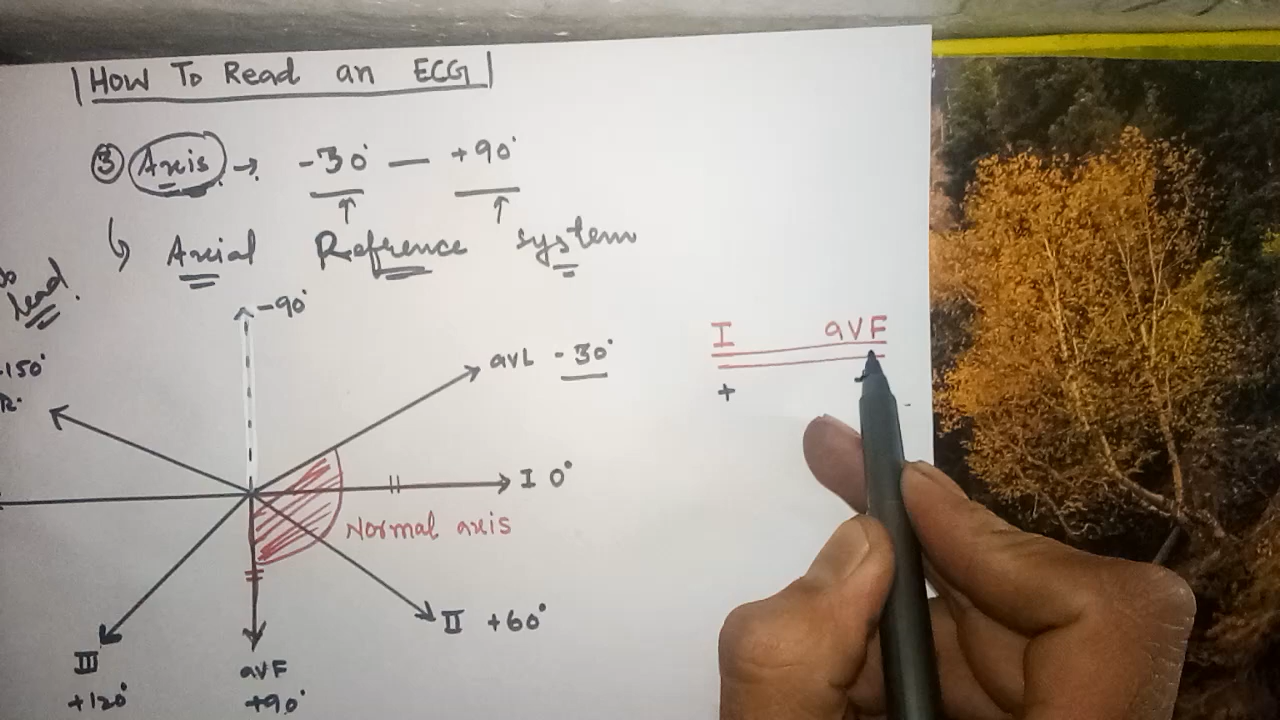 How To Read an ECG
③ Axis → -30° — +90°
Axial Refrence system
lead.
-90°
avL -30°
-150°
I 0°
Normal axis
II +60°
III
+120°
avF
+90°
I avF
+